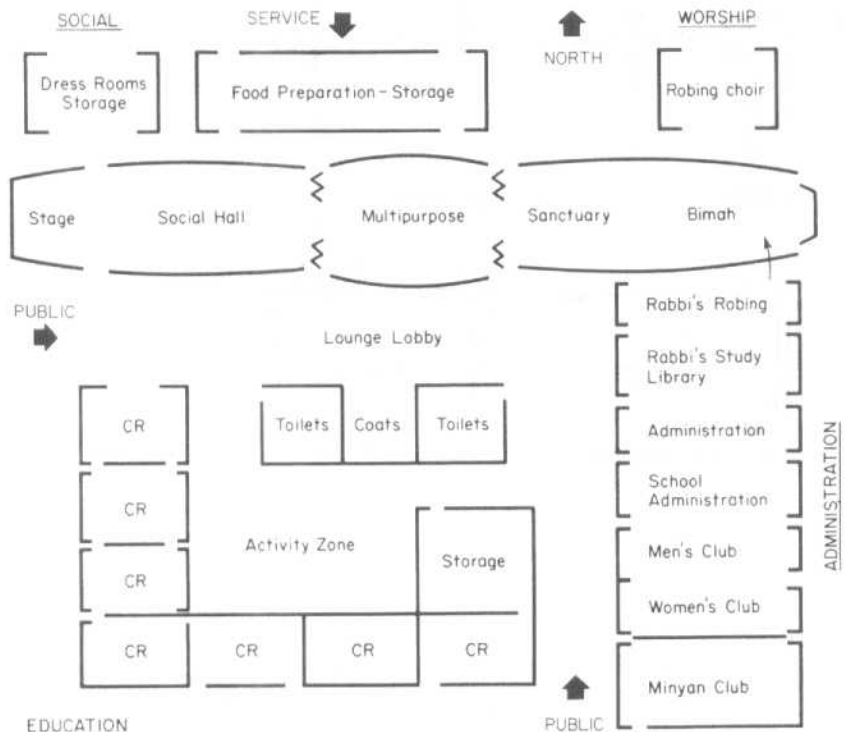 SOCIAL
SERVICE
NORTH
WORSHIP
Dress Rooms
Storage
Food Preparation - Storage
Robing choir
Stage
Social Hall
Multipurpose
Sanctuary
Bimah
PUBLIC
Lounge Lobby
Rabbi's Robing
Rabbi's Study
Library
CR
Toilets
Coats
Toilets
Administration
CR
School
Administration
Activity Zone
CR
Storage
Men's Club
Women's Club
ADMINISTRATION
CR
CR
CR
CR
Minyan Club
EDUCATION
PUBLIC